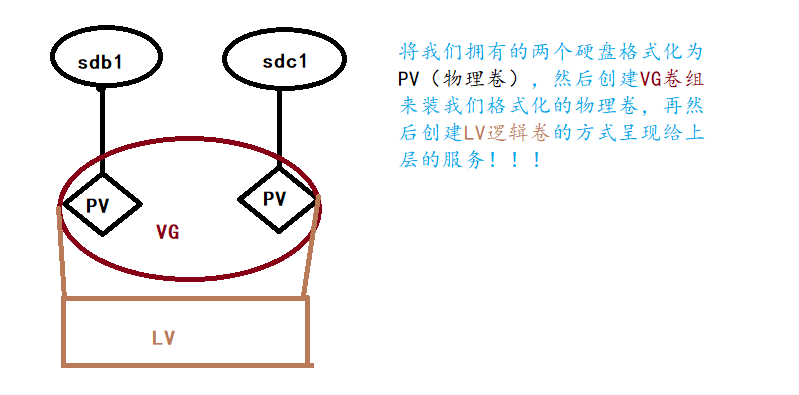 sdb1
sdc1
将我们拥有的两个硬盘格式化为
PV（物理卷），然后创建VG卷组
来装我们格式化的物理卷，再然
后创建LV逻辑卷的方式呈现给上
层的服务！！！
PV
PV
VG
LV